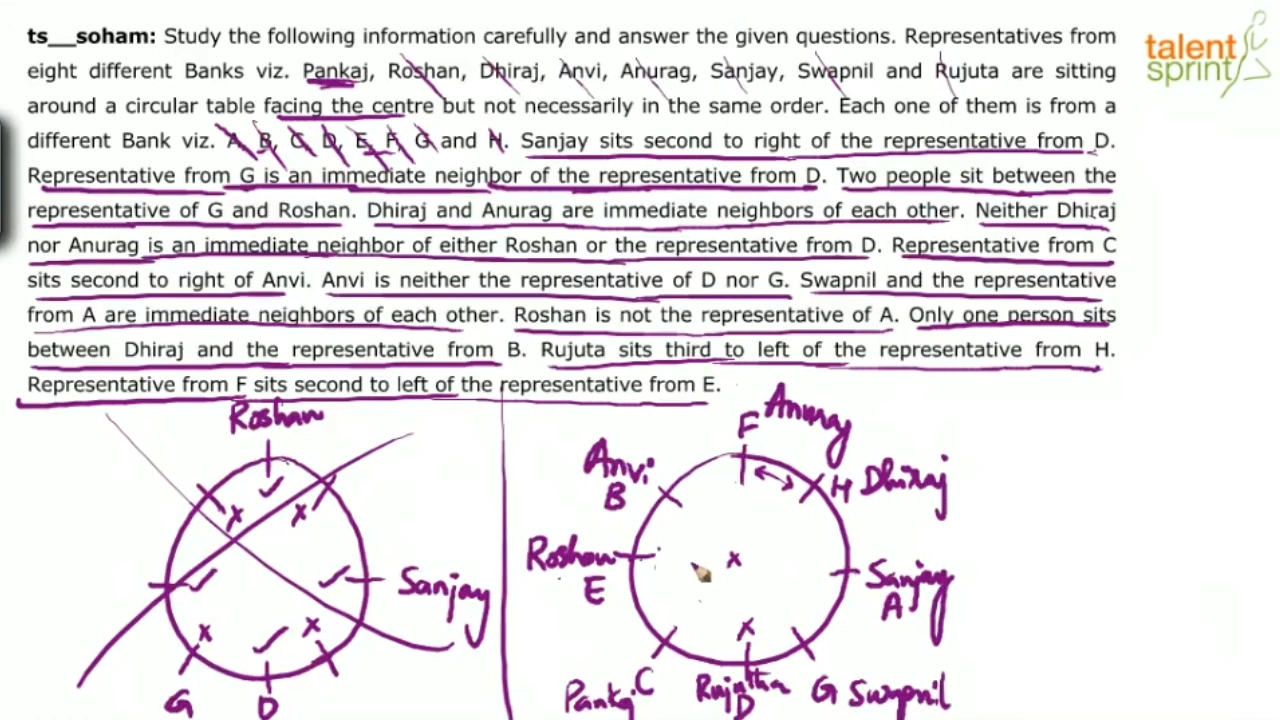 ts__soham: Study the following information carefully and answer the given questions. Representatives from
eight different Banks viz. Pankaj, Roshan, Dhiraj, Anvi, Anurag, Sanjay, Swapnil and Rujuta are sitting
around a circular table facing the centre but not necessarily in the same order. Each one of them is from a
different Bank viz. A, B, C, D, E, F, G and H. Sanjay sits second to right of the representative from D.
Representative from G is an immediate neighbor of the representative from D. Two people sit between the
representative of G and Roshan. Dhiraj and Anurag are immediate neighbors of each other. Neither Dhiraj
nor Anurag is an immediate neighbor of either Roshan or the representative from D. Representative from C
sits second to right of Anvi. Anvi is neither the representative of D nor G. Swapnil and the representative
from A are immediate neighbors of each other. Roshan is not the representative of A. Only one person sits
between Dhiraj and the representative from B. Rujuta sits third to left of the representative from H.
Representative from F sits second to left of the representative from E.
talent
sprint
Roshan
Sanjay
G
D
F Anurag
Anvi
B
H Dhiraj
Roshan
E
Sanjay
A
Pankaj C
Rujutha
D
G Swapnil